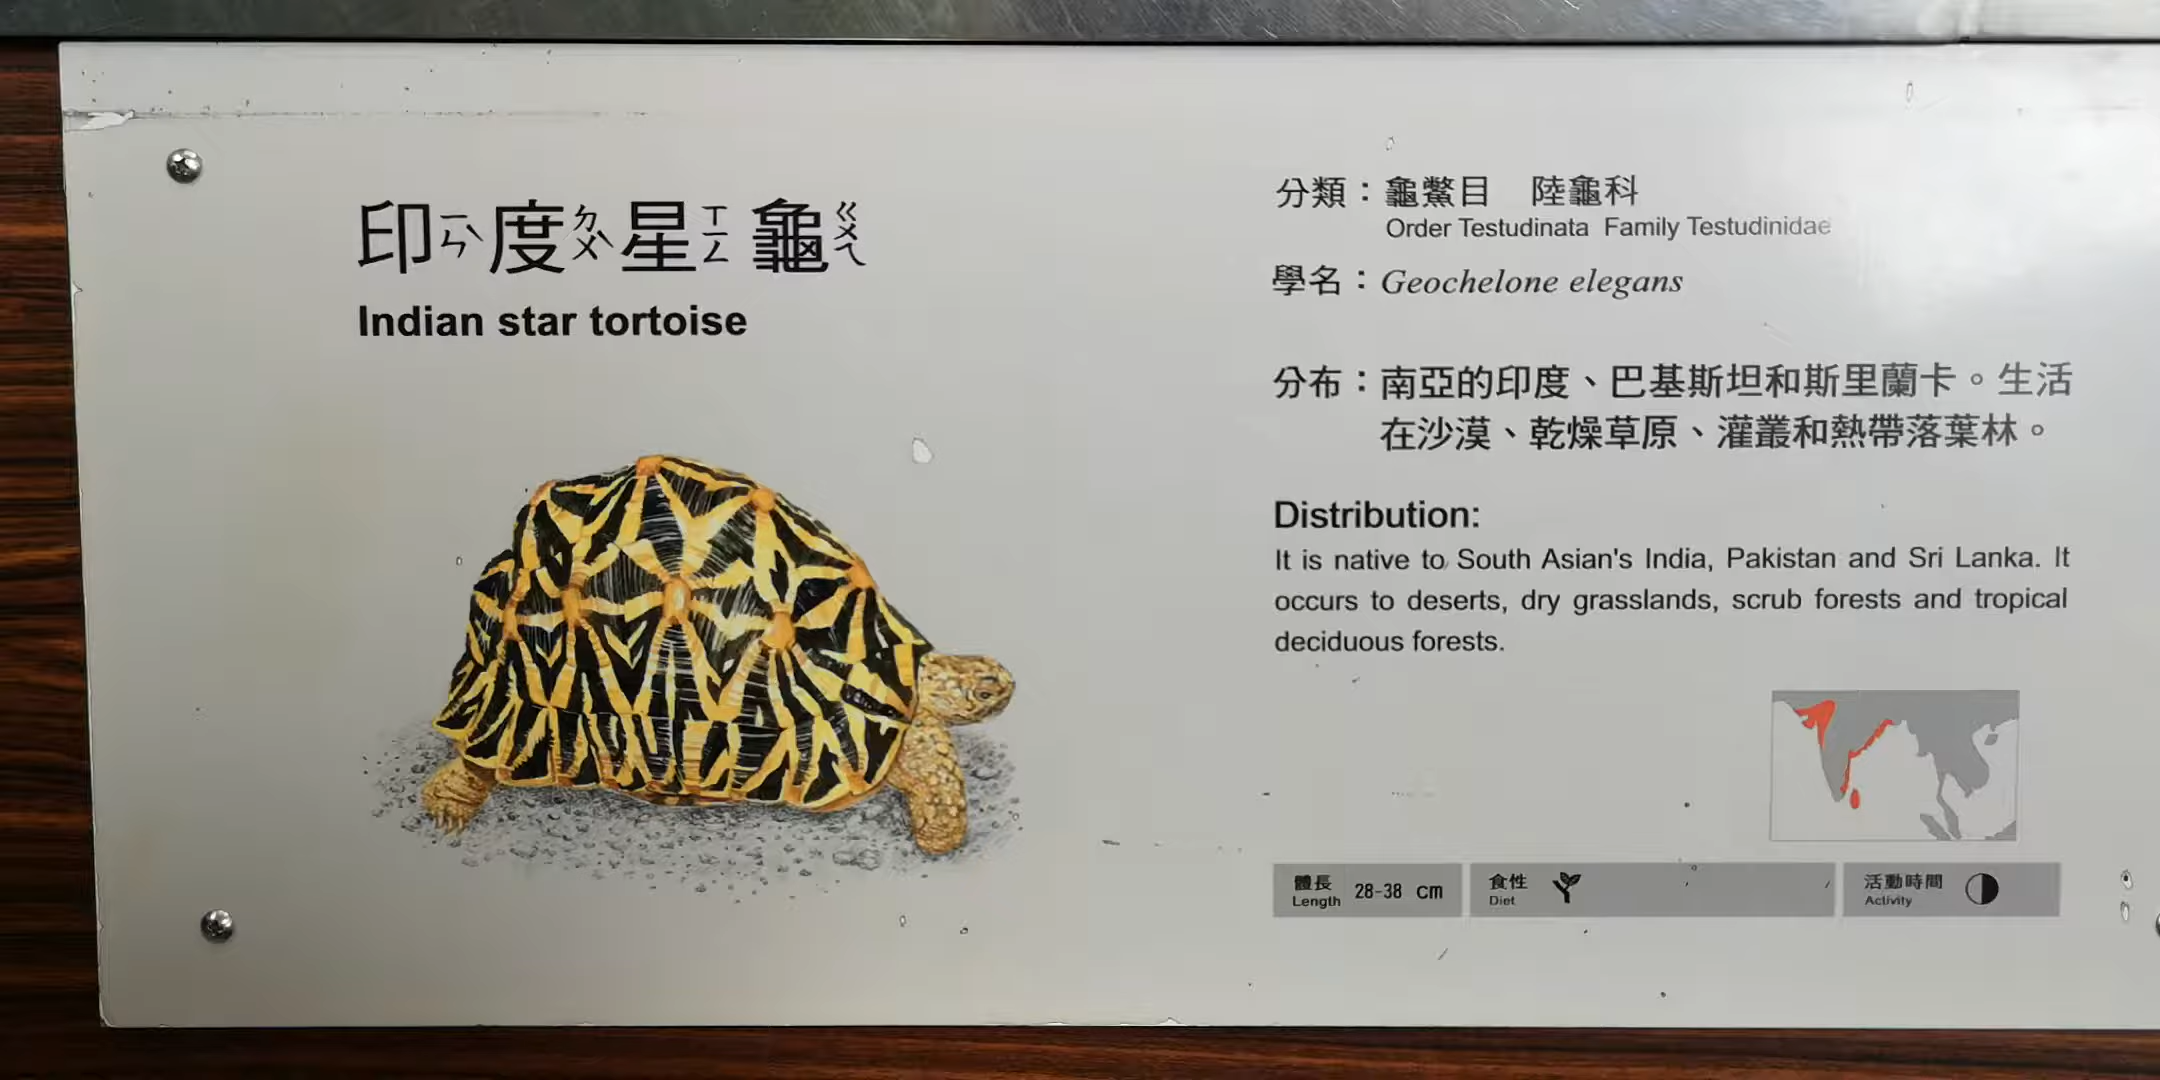 印ㄧㄣˋ度ㄉㄨˋ星ㄒㄧㄥ龜ㄍㄨㄟ
Indian star tortoise
分類：龜鱉目 陸龜科
Order Testudinata Family Testudinidae
學名：Geochelone elegans
分布：南亞的印度、巴基斯坦和斯里蘭卡。生活
在沙漠、乾燥草原、灌叢和熱帶落葉林。
Distribution:
It is native to South Asian's India, Pakistan and Sri Lanka. It
occurs to deserts, dry grasslands, scrub forests and tropical
deciduous forests.
體長 28-38 cm
Length
食性
Diet
活動時間
Activity